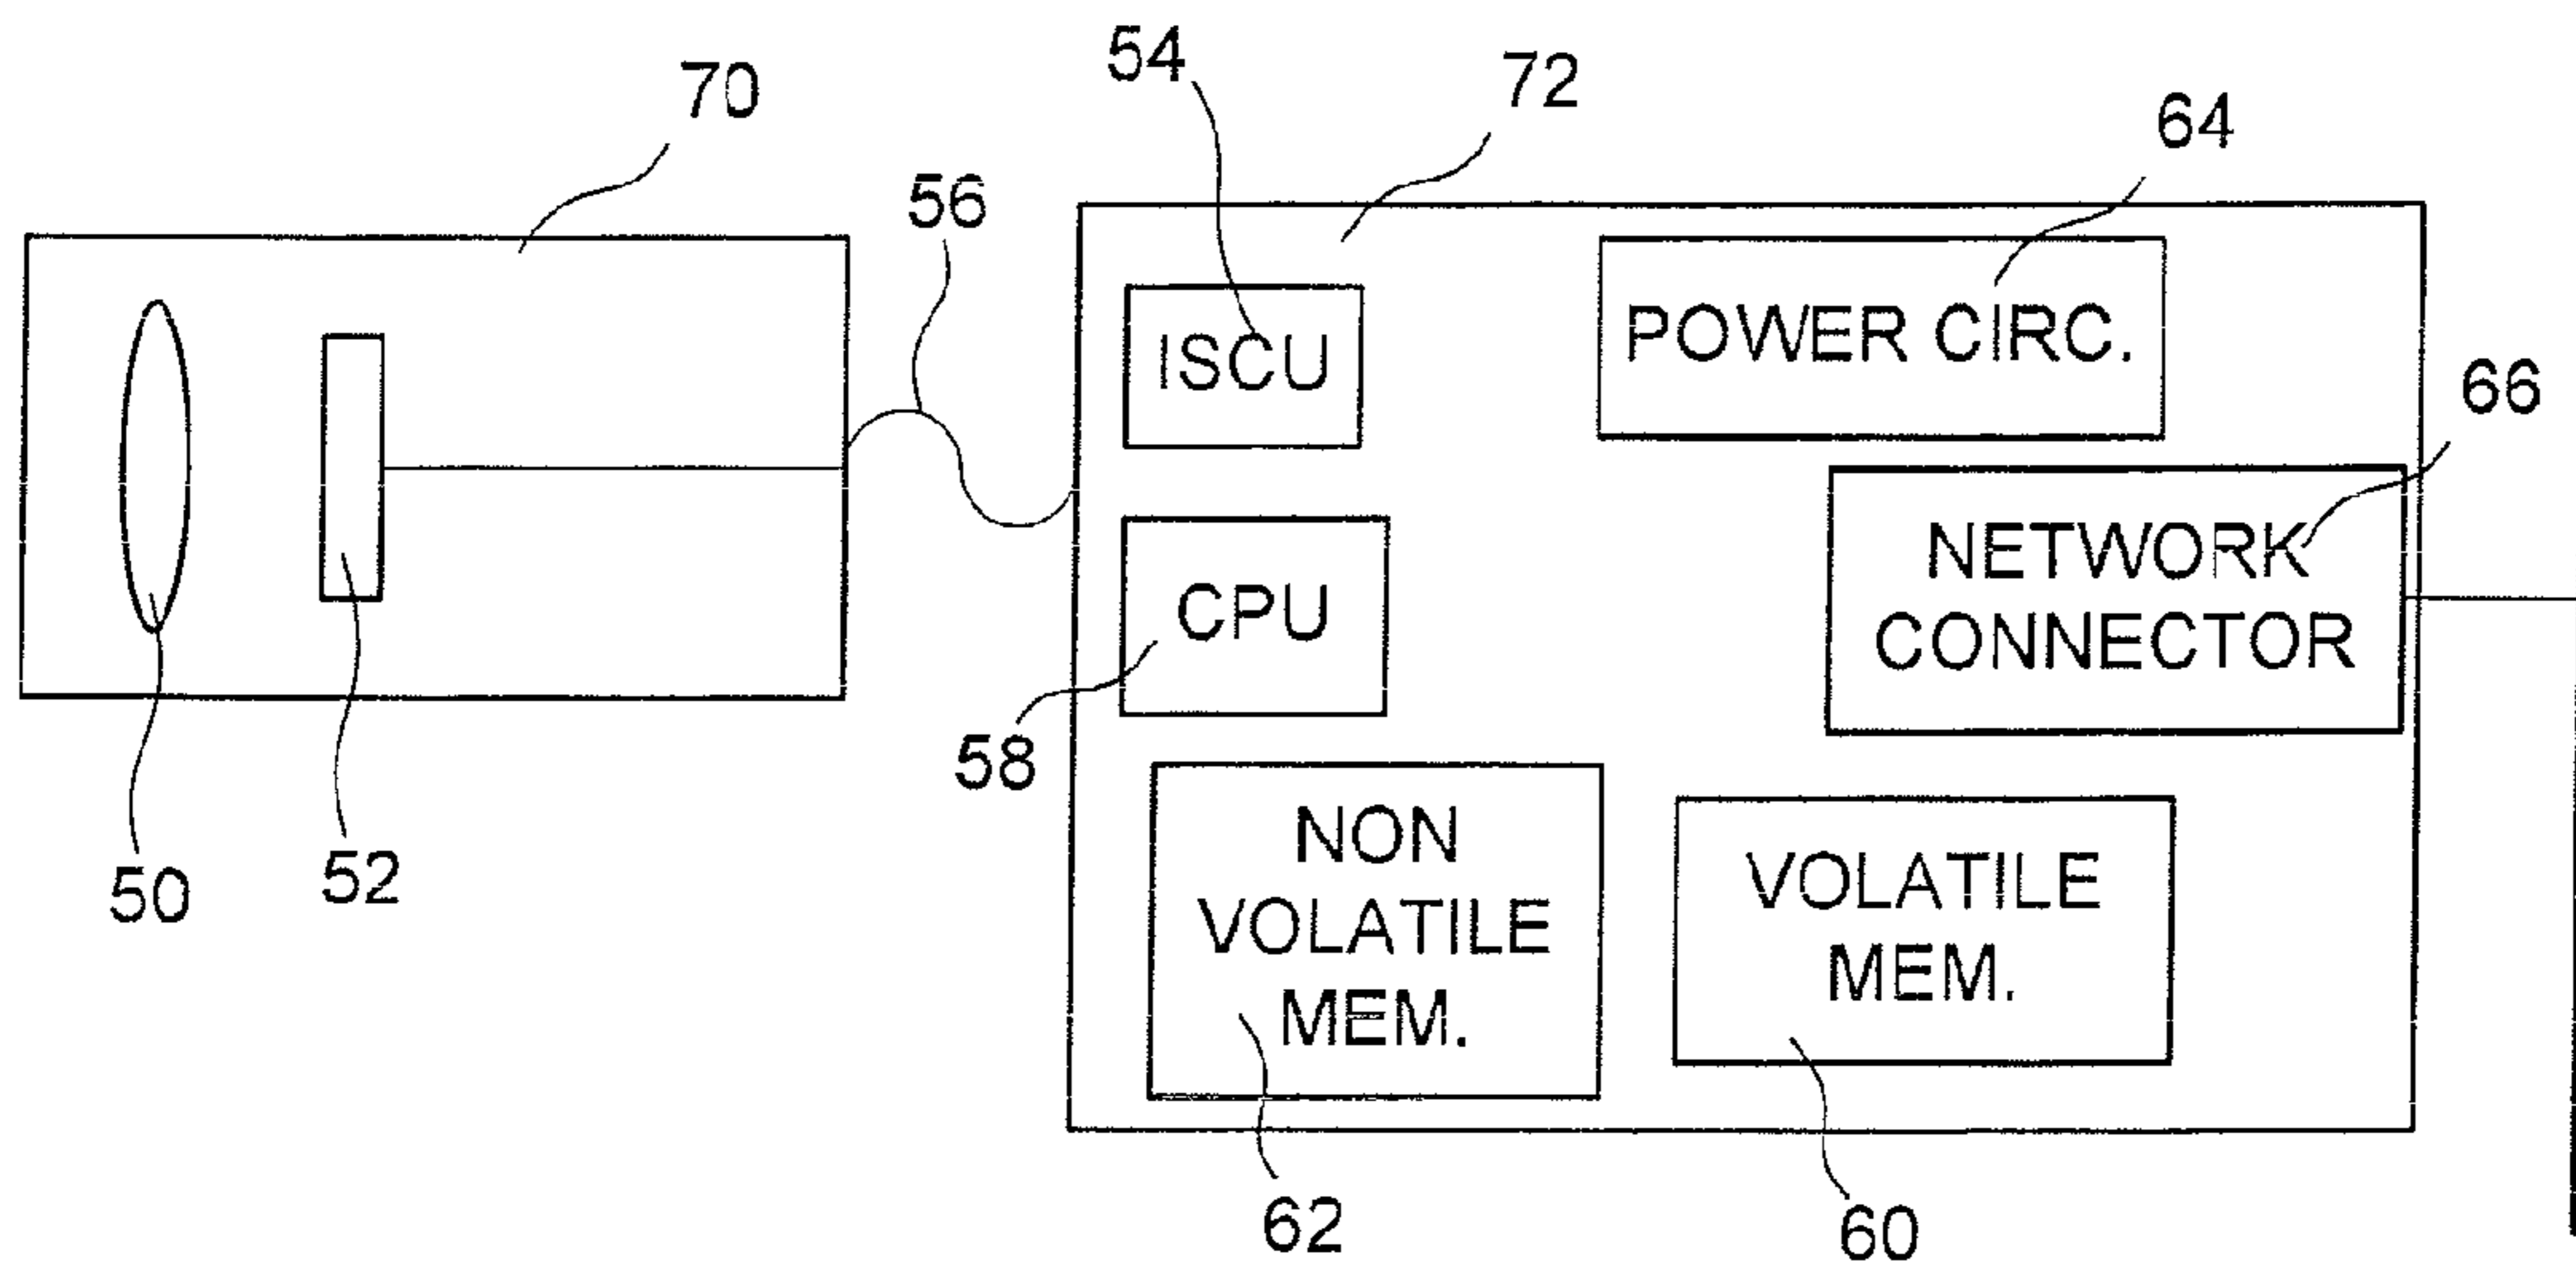 54
72
70
64
56
ISCU
POWER CIRC.
66
NETWORK
CONNECTOR
CPU
58
NON
VOLATILE
MEM.
VOLATILE
MEM.
50
52
62
60